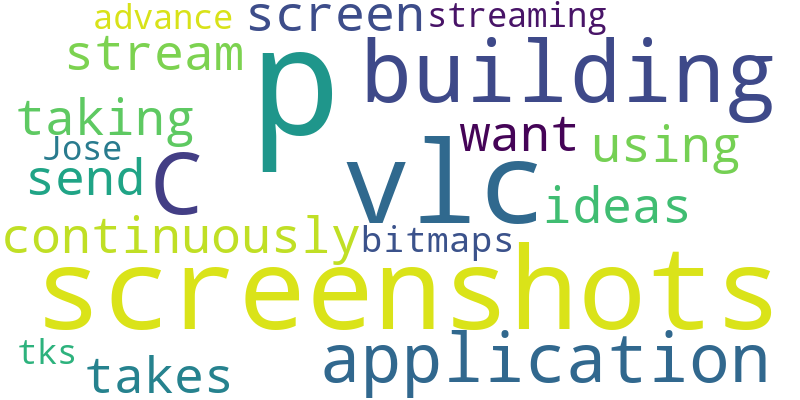 advance screen streaming
stream p building
taking want using
Jose
send C vlc ideas
continuously bitmaps
screenshots
tks takes application